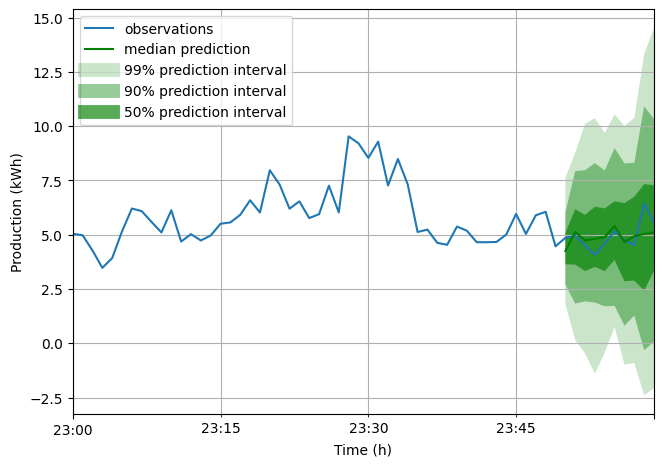 observations
median prediction
99% prediction interval
90% prediction interval
50% prediction interval
15.0
12.5
10.0
7.5
5.0
2.5
0.0
−2.5
Production (kWh)
23:00
23:15
23:30
23:45
Time (h)